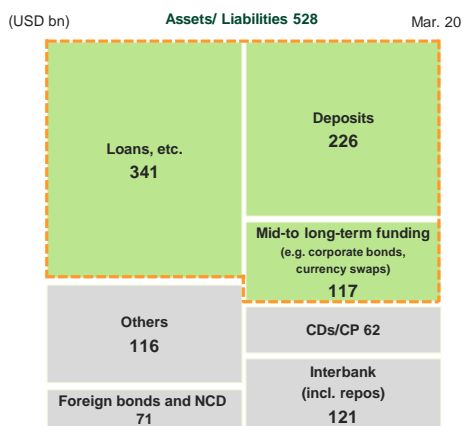 (USD bn)
Assets/ Liabilities 528
Mar. 20
Loans, etc.
341
Deposits
226
Mid-to long-term funding
(e.g. corporate bonds,
currency swaps)
117
Others
116
CDs/CP 62
Foreign bonds and NCD
71
Interbank
(incl. repos)
121